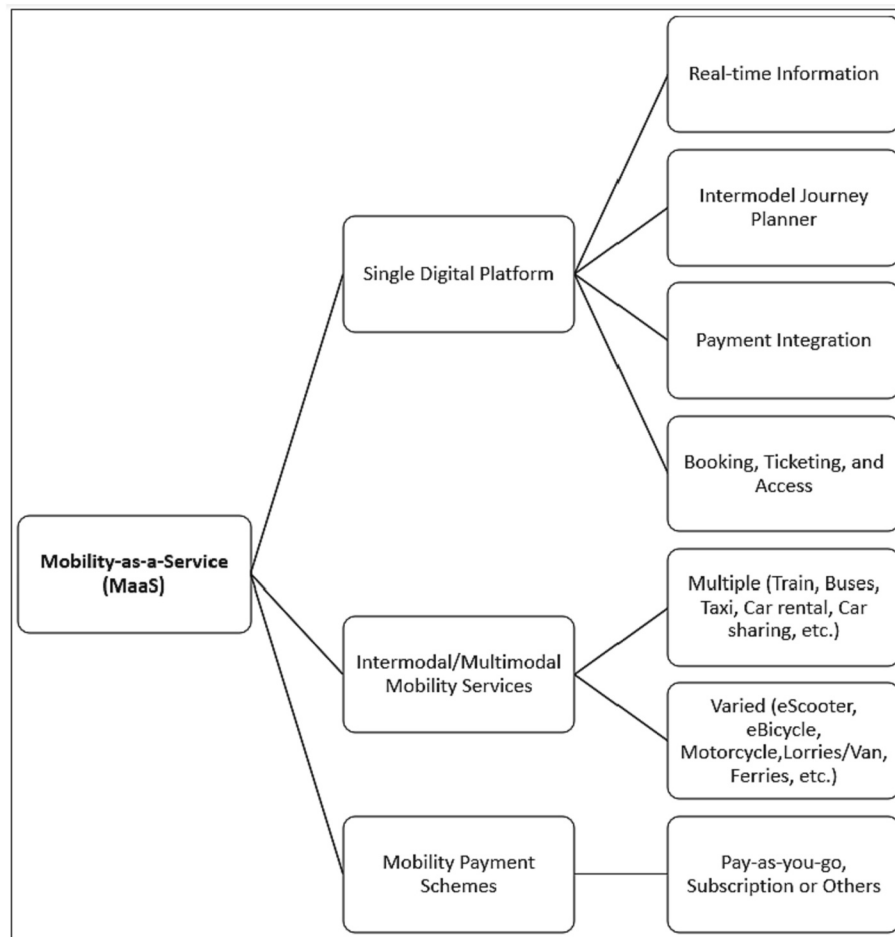 Real-time Information
Intermodel Journey
Planner
Single Digital Platform
Payment Integration
Booking, Ticketing, and
Access
Mobility-as-a-Service
(MaaS)
Multiple (Train, Buses,
Taxi, Car rental, Car
sharing, etc.)
Intermodal/Multimodal
Mobility Services
Varied (eScooter,
eBicycle,
Motorcycle,Lorries/Van,
Ferries, etc.)
Mobility Payment
Schemes
Pay-as-you-go,
Subscription or Others